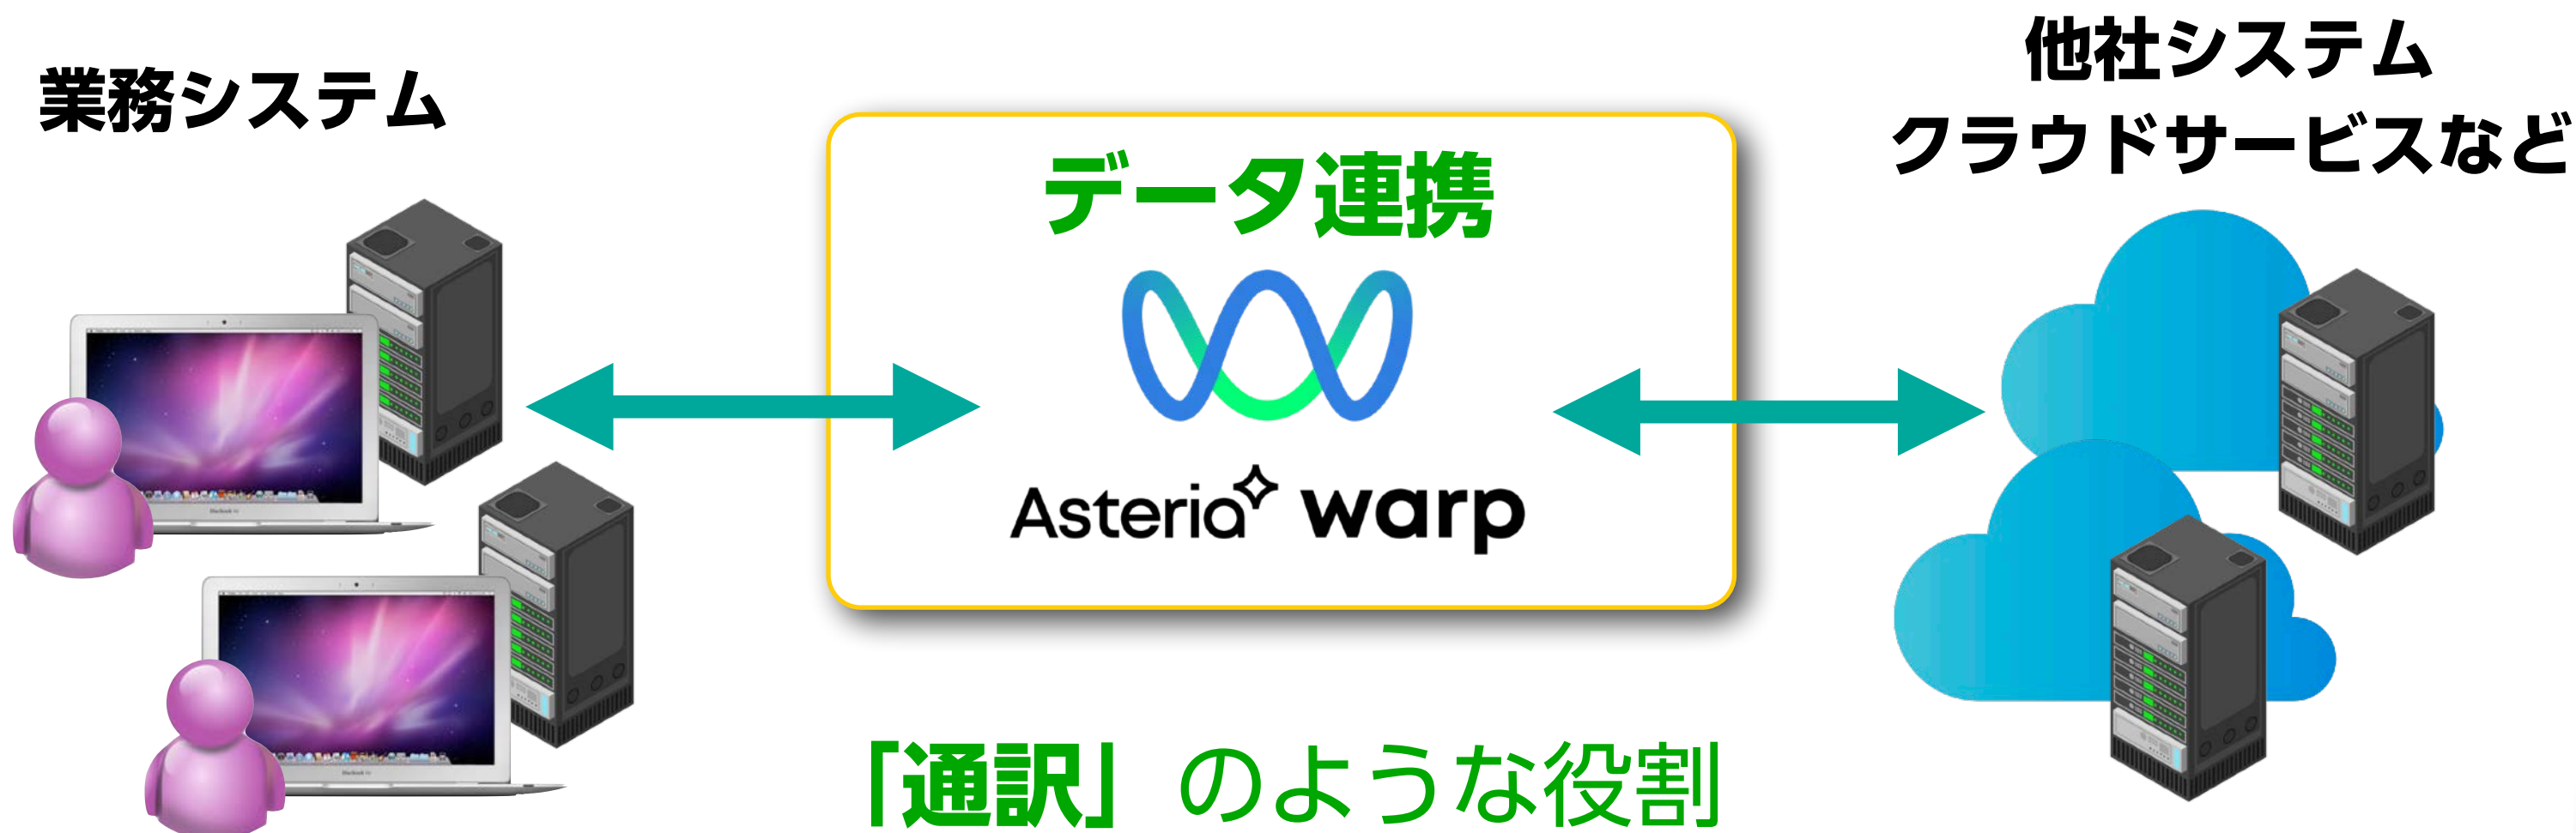 業務システム
データ連携
Asteria warp
「通訳」のような役割
他社システム
クラウドサービスなど